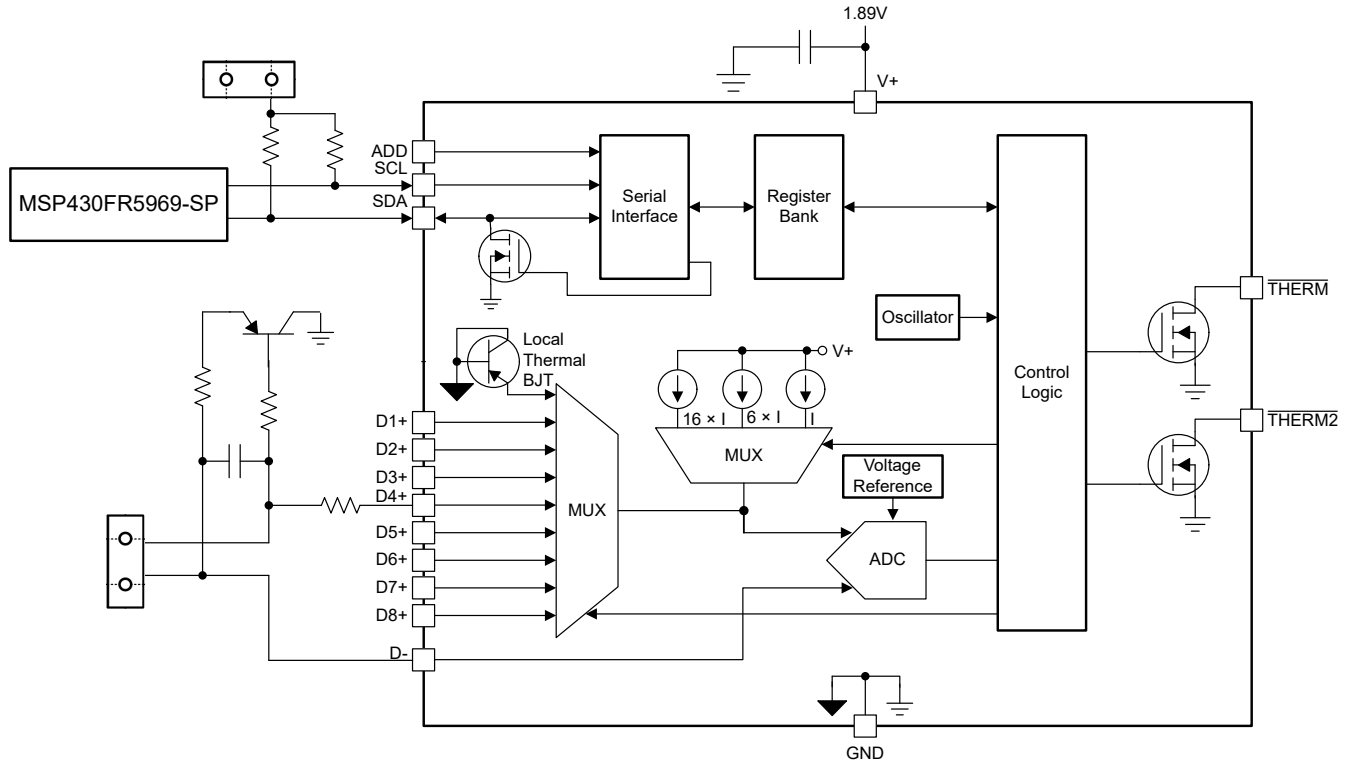 1.89V
V+
ADD
SCL
SDA
MSP430FR5969-SP
Serial
Interface
Register
Bank
Oscillator
THERM
Local
Thermal
BJT
V+
Control
Logic
16 × I
6 × I
I
THERM2
D1+
D2+
D3+
D4+
D5+
D6+
D7+
D8+
D-
MUX
MUX
Voltage
Reference
ADC
GND